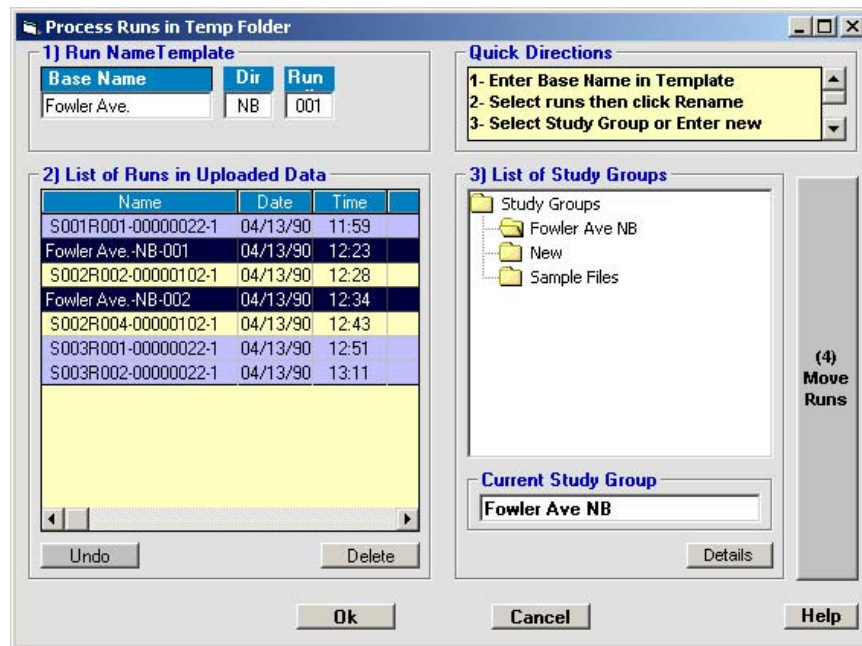 Process Runs in Temp Folder
1) Run NameTemplate
Base Name Dir Run
Fowler Ave. NB 001
Quick Directions
1- Enter Base Name in Template
2- Select runs then click Rename
3- Select Study Group or Enter new
2) List of Runs in Uploaded Data
Name Date Time
S001R001-00000022-1 04/13/90 11:59
Fowler Ave.-NB-001 04/13/90 12:23
S002R002-00000102-1 04/13/90 12:28
Fowler Ave.-NB-002 04/13/90 12:34
S002R004-00000102-1 04/13/90 12:43
S003R001-00000022-1 04/13/90 12:51
S003R002-00000022-1 04/13/90 13:11
Undo Delete
3) List of Study Groups
Study Groups
Fowler Ave NB
New
Sample Files
Current Study Group
Fowler Ave NB
Details
(4)
Move
Runs
Ok Cancel Help